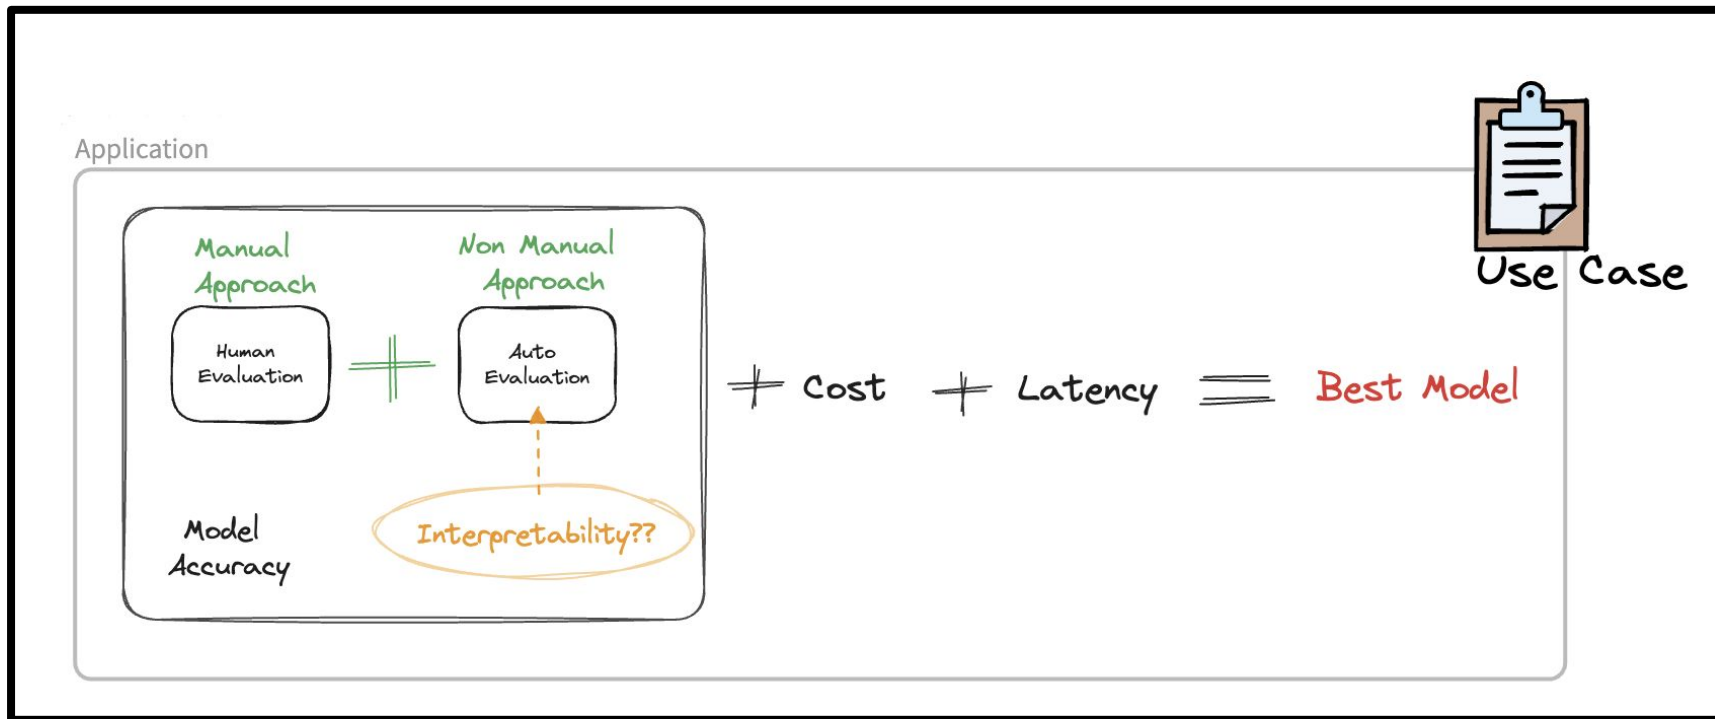 Application
Use Case
Manual
Approach
Non Manual
Approach
Human
Evaluation
Auto
Evaluation
Cost
Latency
Best Model
Interpretability??
Model
Accuracy